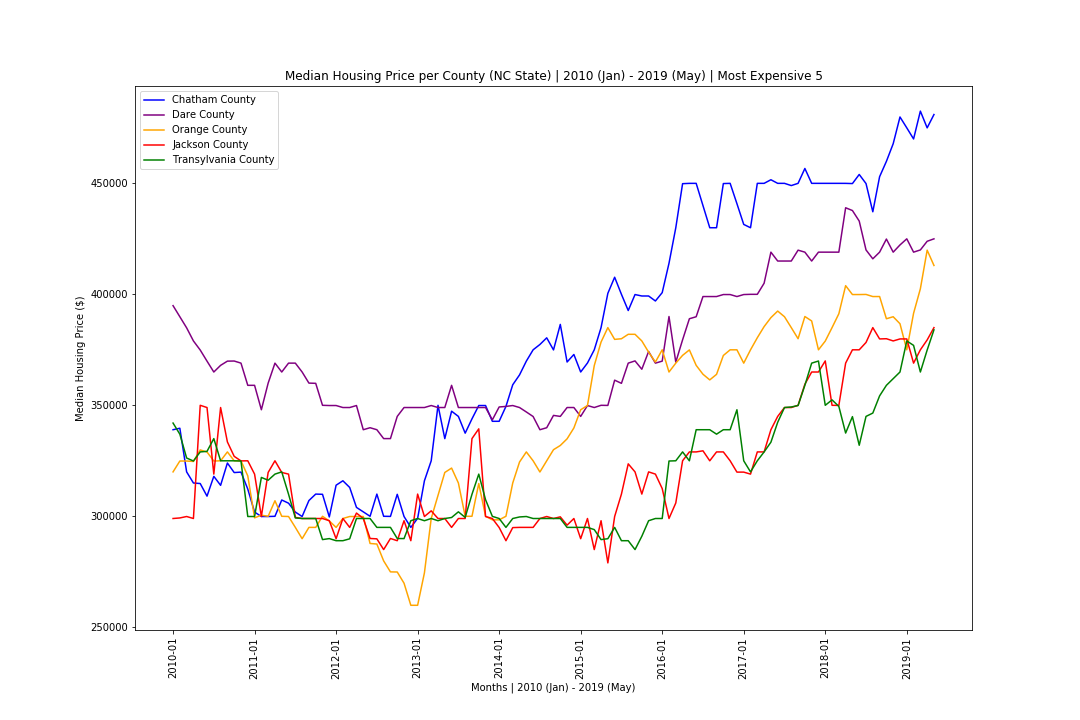 Median Housing Price per County (NC State) | 2010 (Jan) - 2019 (May) | Most Expensive 5
Chatham County
Dare County
Orange County
Jackson County
Transylvania County
450000
400000
350000
300000
250000
Median Housing Price ($)
2010-01
2011-01
2012-01
2013-01
2014-01
2015-01
2016-01
2017-01
2018-01
2019-01
Months | 2010 (Jan) - 2019 (May)